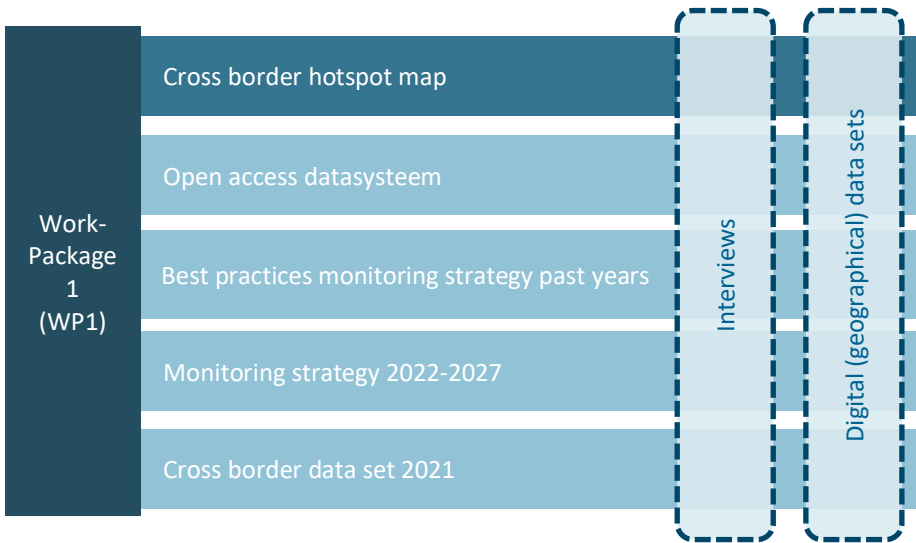 Work-
Package
1
(WP1)
Cross border hotspot map
Open access datasysteem
Best practices monitoring strategy past years
Monitoring strategy 2022-2027
Cross border data set 2021
Interviews
Digital (geographical) data sets